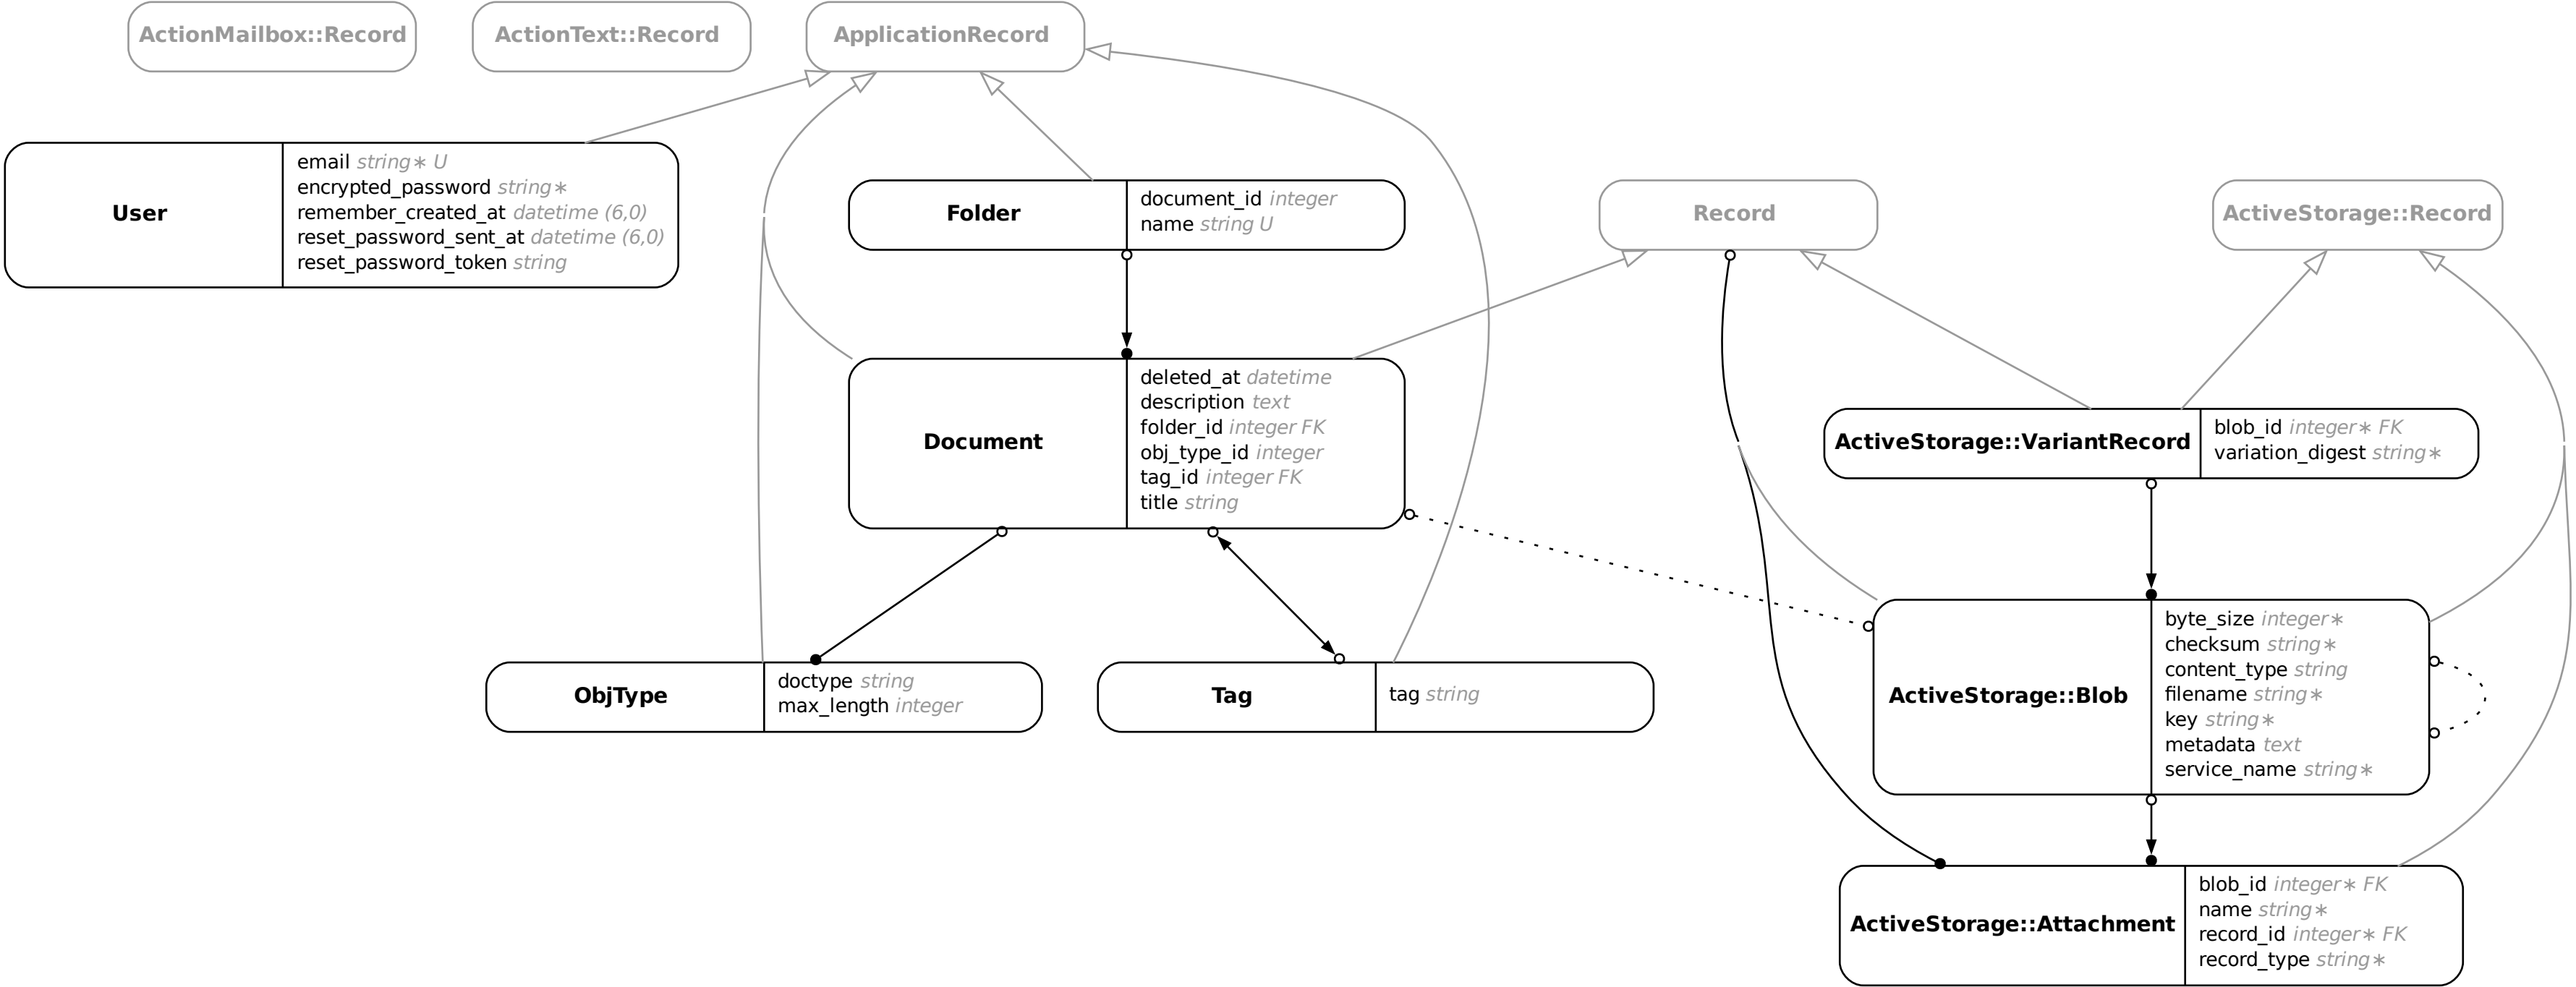 ActionMailbox::Record
ActionText::Record
ApplicationRecord
User
email string∗ U
encrypted_password string∗
remember_created_at datetime (6,0)
reset_password_sent_at datetime (6,0)
reset_password_token string
Folder
document_id integer
name string U
Record
ActiveStorage::Record
Document
deleted_at datetime
description text
folder_id integer FK
obj_type_id integer
tag_id integer FK
title string
ActiveStorage::VariantRecord
blob_id integer∗ FK
variation_digest string∗
ObjType
doctype string
max_length integer
Tag
tag string
ActiveStorage::Blob
byte_size integer∗
checksum string∗
content_type string
filename string∗
key string∗
metadata text
service_name string∗
ActiveStorage::Attachment
blob_id integer∗ FK
name string∗
record_id integer∗ FK
record_type string∗